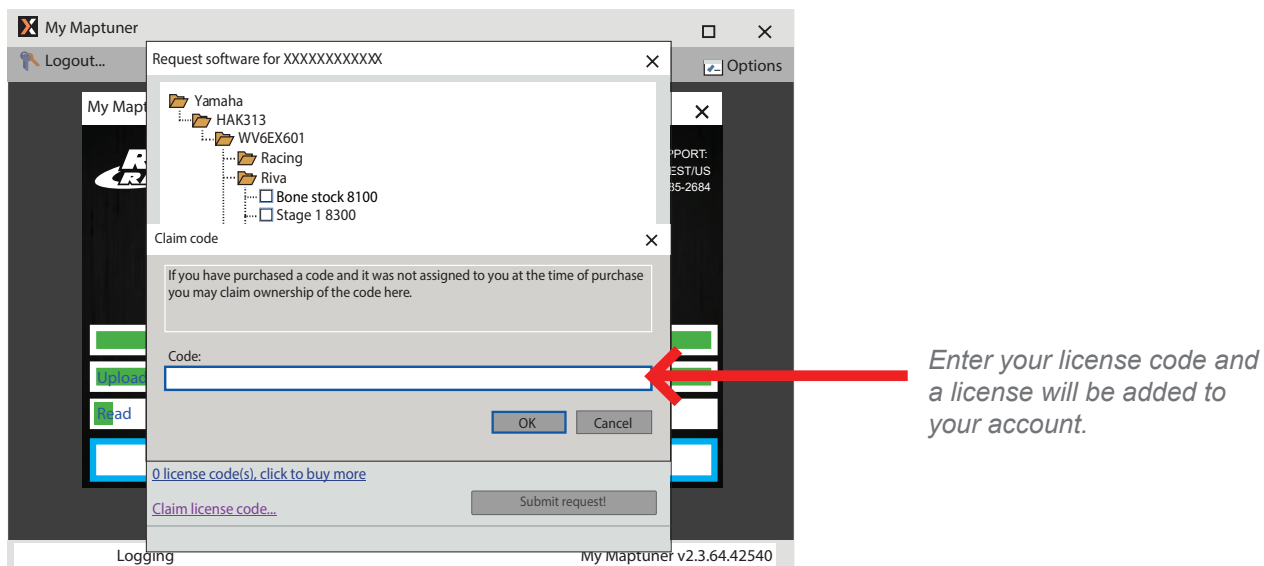 My Maptuner
Logout...
Options
Request software for XXXXXXXXXXXX
My Mapt
Yamaha
HAK313
WV6EX601
Racing
Riva
Bone stock 8100
Stage 1 8300
PPORT:
EST/US
35-2684
Claim code
If you have purchased a code and it was not assigned to you at the time of purchase
you may claim ownership of the code here.
Code:
Upload
Read
OK Cancel
Enter your license code and
a license will be added to
your account.
0 license code(s), click to buy more
Claim license code...
Submit request!
Logging
My Maptuner v2.3.64.42540